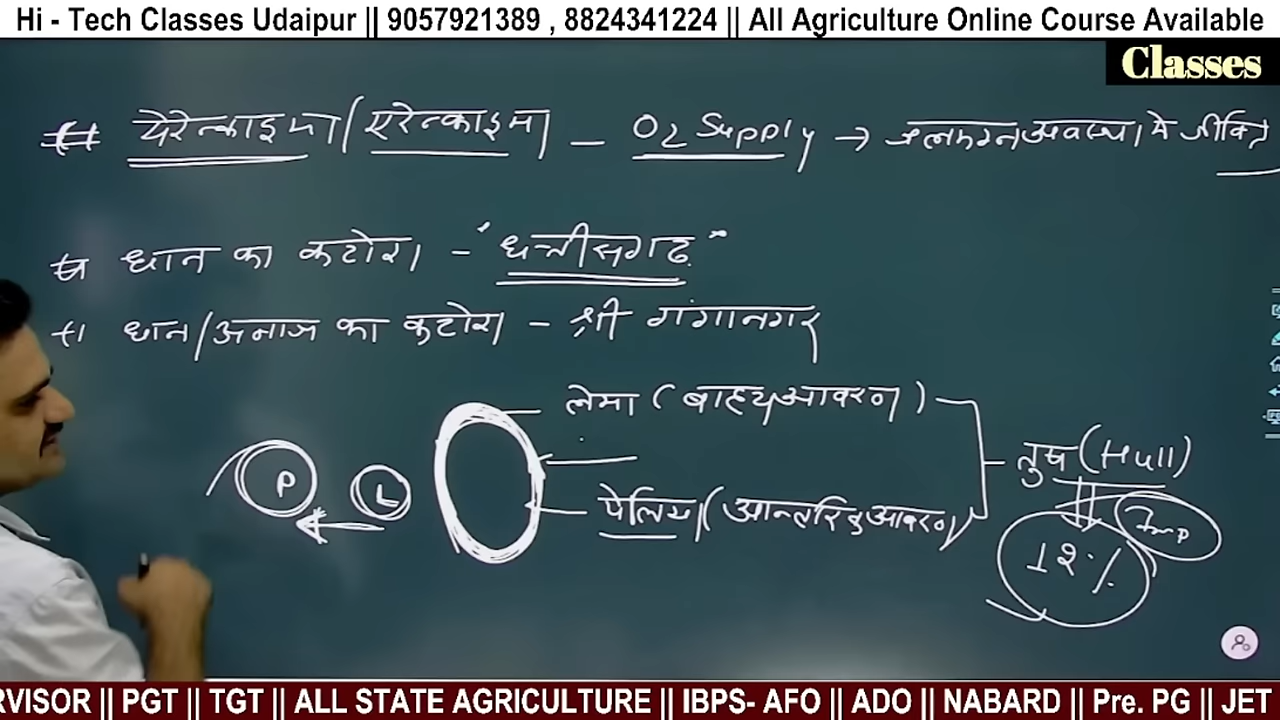 Hi - Tech Classes Udaipur || 9057921389 , 8824341224 || All Agriculture Online Course Available
Classes
येरेन्काइमा/एरेन्काइमा - O2 Supply → जलमग्न अवस्था में जीवित
धान का कटोरा - "छत्तीसगढ"
धान/अनाज का कटोरा - श्री गंगानगर
लेमा (बाह्य आवरण)
तुष (Hull)
P L
पेलिया (आन्तरिक आवरण)
Imp
12%
RVISOR || PGT || TGT || ALL STATE AGRICULTURE || IBPS- AFO || ADO || NABARD || Pre. PG || JET